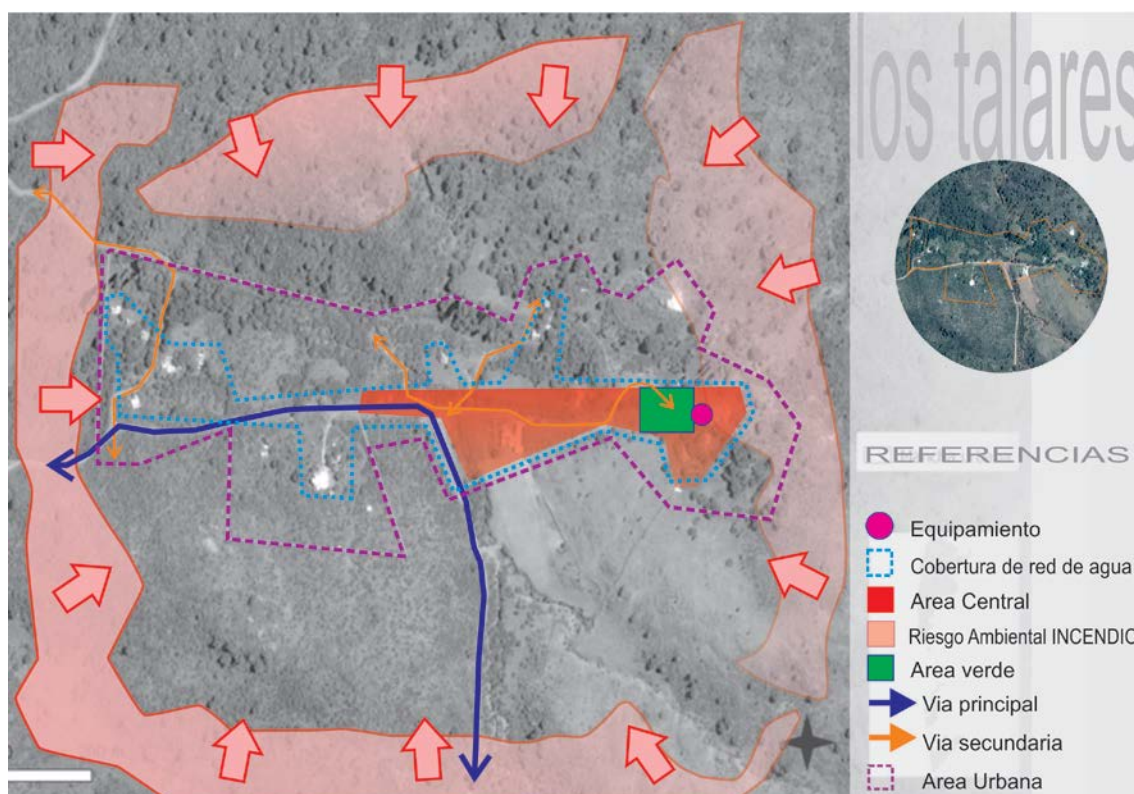 los talares
REFERENCIAS
Equipamiento
Cobertura de red de agua
Area Central
Riesgo Ambiental INCENDIO
Area verde
Via principal
Via secundaria
Area Urbana